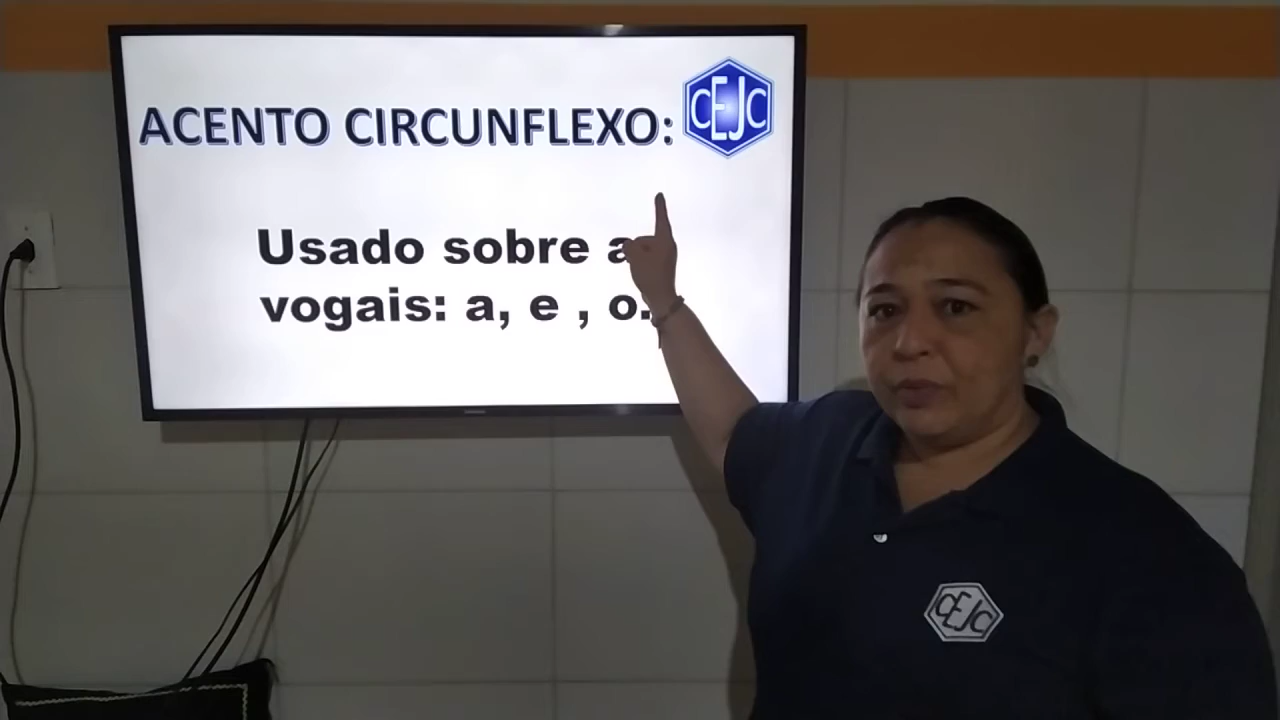 ACENTO CIRCUNFLEXO:
CEJC
Usado sobre
vogais: a, e , o.
CEJC